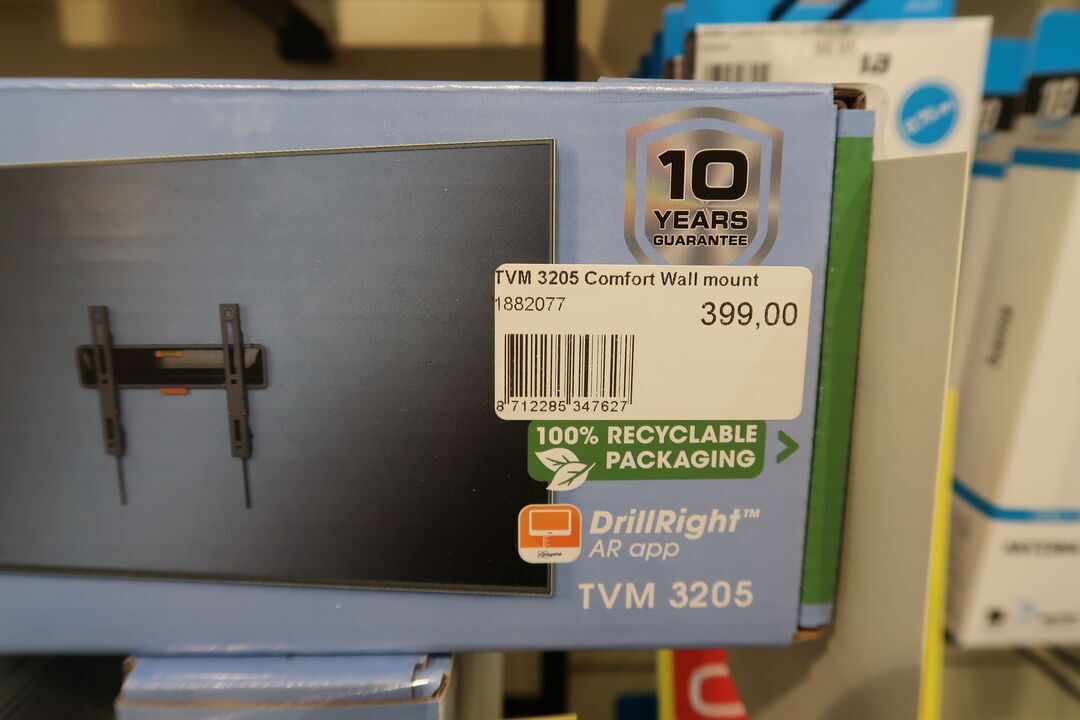 10
YEARS
GUARANTEE
TVM 3205 Comfort Wall mount
1882077
399,00
8 712285 347627
100% RECYCLABLE
PACKAGING
DrillRight™
AR app
TVM 3205